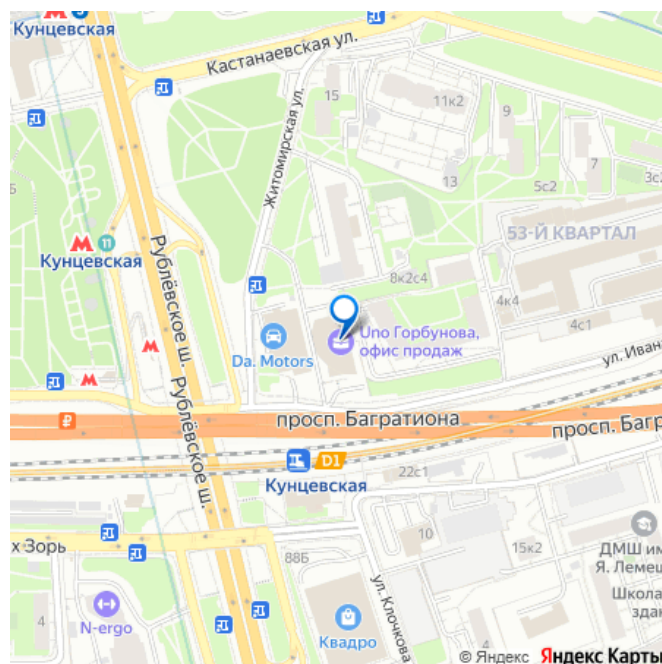 Кунцевская
Кастанаевская ул.
Житомирская ул.
15
11к2
9
7
13
5с2
3с2
53-Й КВАРТАЛ
11
Кунцевская
Рублёвское ш.
Рублёвское ш.
8к2с4
4к4
4с1
Da. Motors
Uno Горбунова,
офис продаж
ул. Иван
просп. Багратиона
просп. Багр
D1
Кунцевская
22с1
10
15к2
х Зорь
88Б
ДМШ им
Я. Лемеш
Школа
здан
ул. Клочкова
4
N-ergo
Квадро
© Яндекс Яндекс Карты